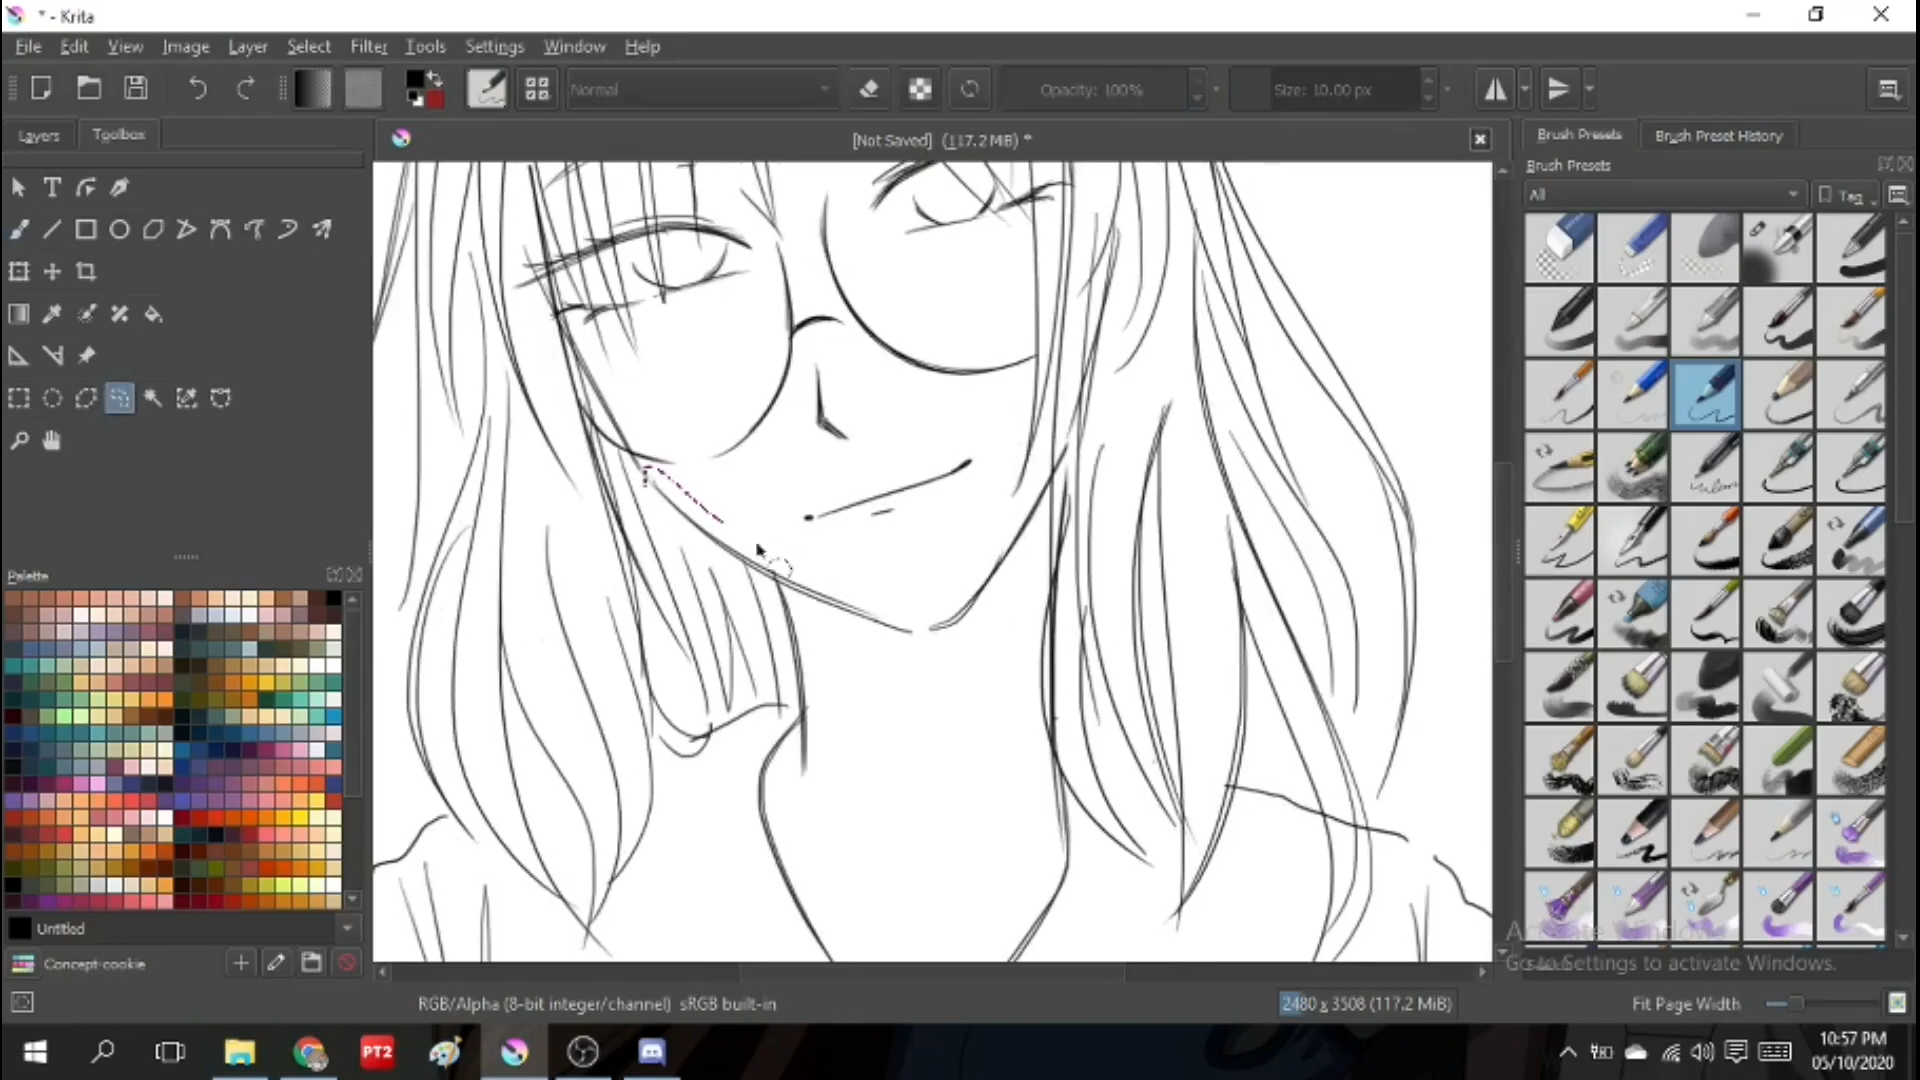 * - Krita
File Edit View Image Layer Select Filter Tools Settings Window Help
Normal
Opacity: 100%
Size: 10.00 px
Layers Toolbox
[Not Saved] (117.2 MiB) *
Brush Presets Brush Preset History
Brush Presets
All
Tag
Palette
Untitled
Concept-cookie
Activate Windows
Go to Settings to activate Windows.
RGB/Alpha (8-bit integer/channel) sRGB built-in
2480 x 3508 (117.2 MiB)
Fit Page Width
PT2
10:57 PM
05/10/2020